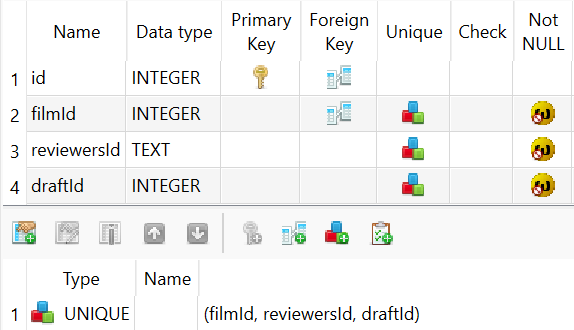 Name Data type Primary Key Foreign Key Unique Check Not NULL
1 id INTEGER
2 filmId INTEGER
3 reviewersId TEXT
4 draftId INTEGER
Type Name
1 UNIQUE (filmId, reviewersId, draftId)